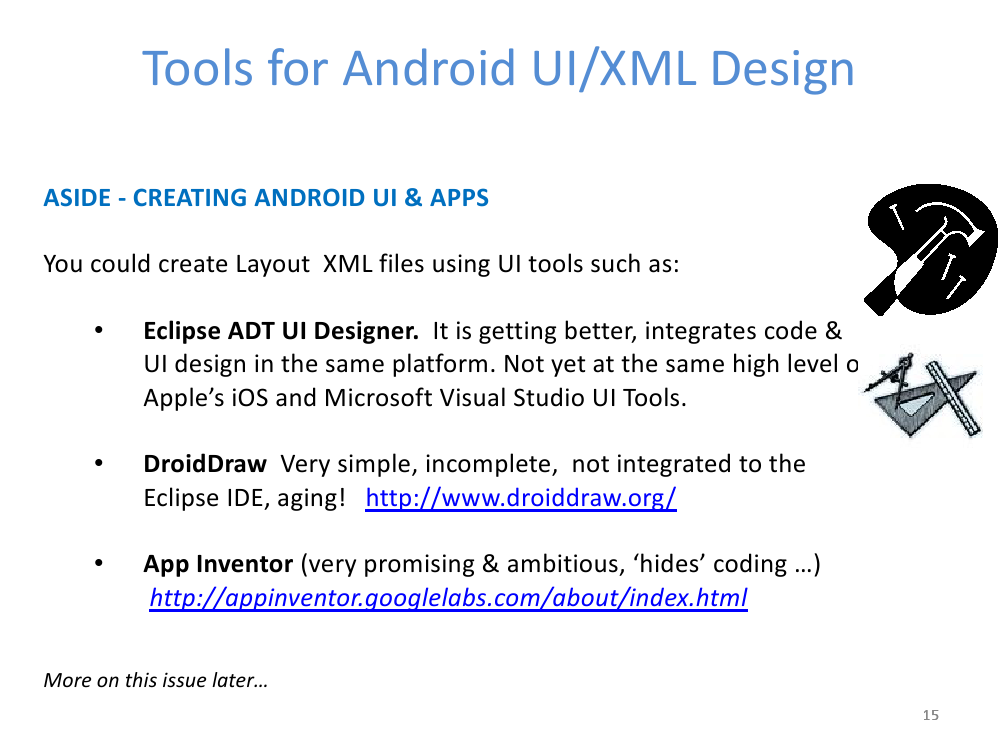 Tools for Android UI/XML Design
ASIDE - CREATING ANDROID UI & APPS
You could create Layout  XML files using UI tools such as:
• Eclipse ADT UI Designer.  It is getting better, integrates code &
UI design in the same platform. Not yet at the same high level o
Apple’s iOS and Microsoft Visual Studio UI Tools.
• DroidDraw  Very simple, incomplete,  not integrated to the
Eclipse IDE, aging!   http://www.droiddraw.org/
• App Inventor (very promising & ambitious, ‘hides’ coding …)
http://appinventor.googlelabs.com/about/index.html
More on this issue later…
15